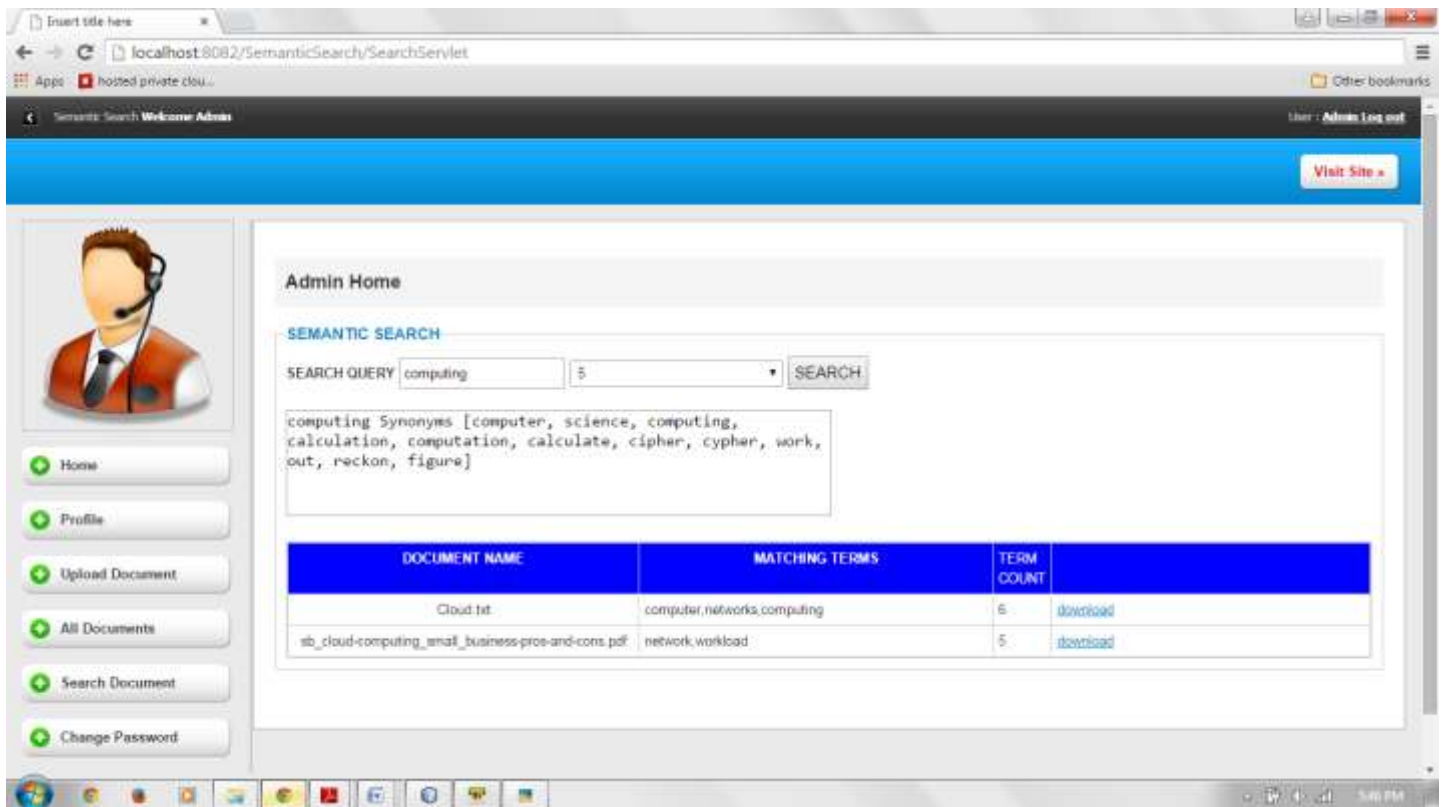 Insert title here
localhost:8082/SemanticSearch/SearchServlet
Apps hosted private clou...
Other bookmarks
Semantic Search Welcome Admin
User : Admin Log out
Visit Site »
Admin Home
SEMANTIC SEARCH
SEARCH QUERY computing 5 SEARCH
computing Synonyms [computer, science, computing,
calculation, computation, calculate, cipher, cypher, work,
out, reckon, figure]
Home
Profile
Upload Document
All Documents
Search Document
Change Password
DOCUMENT NAME MATCHING TERMS TERM COUNT
Cloud.txt computer,networks,computing 6 download
sb_cloud-computing_small_business-pros-and-cons.pdf network,workload 5 download
5:46 PM